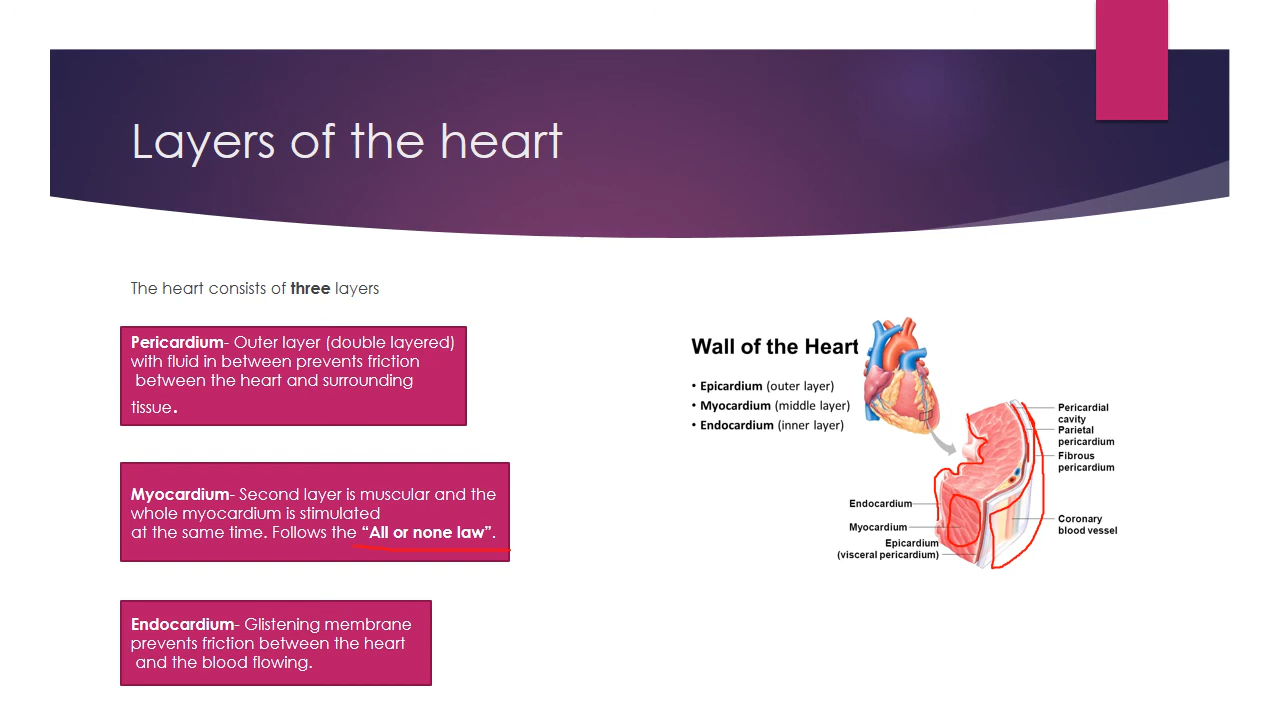 Layers of the heart
The heart consists of three layers
Pericardium- Outer layer (double layered)
with fluid in between prevents friction
between the heart and surrounding
tissue.
Myocardium- Second layer is muscular and the
whole myocardium is stimulated
at the same time. Follows the “All or none law”.
Endocardium- Glistening membrane
prevents friction between the heart
and the blood flowing.
Wall of the Heart
• Epicardium (outer layer)
• Myocardium (middle layer)
• Endocardium (inner layer)
Pericardial
cavity
Parietal
pericardium
Fibrous
pericardium
Coronary
blood vessel
Endocardium
Myocardium
Epicardium
(visceral pericardium)